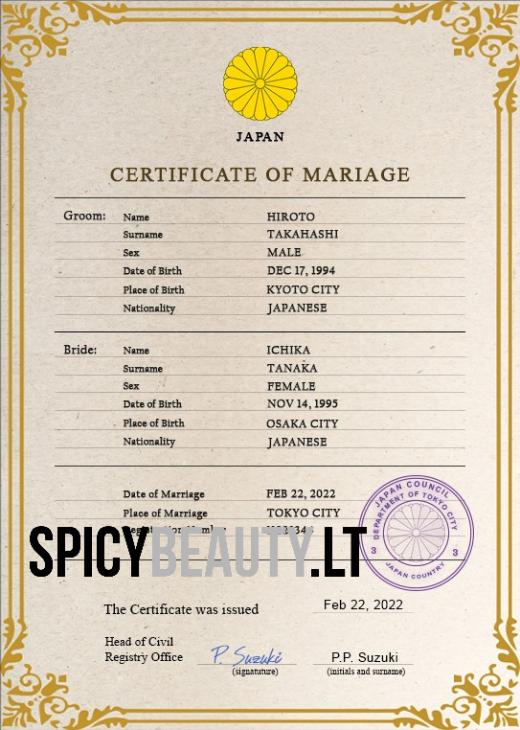 JAPAN
CERTIFICATE OF MARIAGE
Groom: Name HIROTO
Surname TAKAHASHI
Sex MALE
Date of Birth DEC 17, 1994
Place of Birth KYOTO CITY
Nationality JAPANESE
Bride: Name ICHIKA
Surname TANAKA
Sex FEMALE
Date of Birth NOV 14, 1995
Place of Birth OSAKA CITY
Nationality JAPANESE
Date of Marriage FEB 22, 2022
Place of Marriage TOKYO CITY
JAPAN COUNCIL
DEPARTMENT OF TOKYO CITY
3 3
JAPAN COUNTRY
SPICYBEAUTY.LT
The Certificate was issued Feb 22, 2022
Head of Civil
Registry Office P. Suzuki P.P. Suzuki
(signatature) (initials and surname)